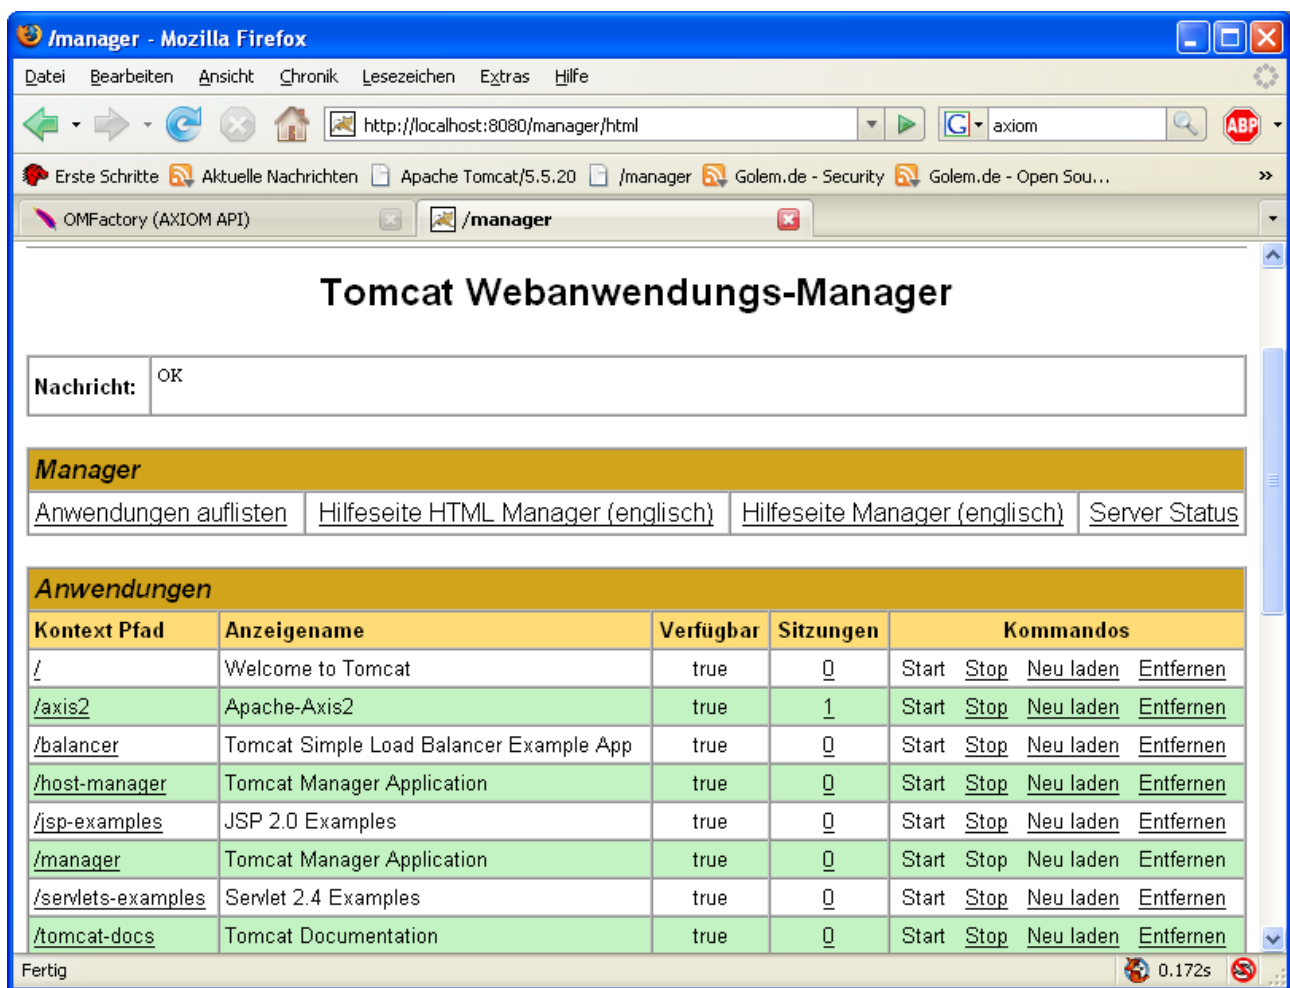 /manager - Mozilla Firefox
Datei Bearbeiten Ansicht Chronik Lesezeichen Extras Hilfe
http://localhost:8080/manager/html G axiom ABP
Erste Schritte Aktuelle Nachrichten Apache Tomcat/5.5.20 /manager Golem.de - Security Golem.de - Open Sou... »
OMFactory (AXIOM API) /manager
Tomcat Webanwendungs-Manager
Nachricht: OK
Manager
Anwendungen auflisten Hilfeseite HTML Manager (englisch) Hilfeseite Manager (englisch) Server Status
Anwendungen
Kontext Pfad Anzeigename Verfügbar Sitzungen Kommandos
/ Welcome to Tomcat true 0 Start Stop Neu laden Entfernen
/axis2 Apache-Axis2 true 1 Start Stop Neu laden Entfernen
/balancer Tomcat Simple Load Balancer Example App true 0 Start Stop Neu laden Entfernen
/host-manager Tomcat Manager Application true 0 Start Stop Neu laden Entfernen
/jsp-examples JSP 2.0 Examples true 0 Start Stop Neu laden Entfernen
/manager Tomcat Manager Application true 0 Start Stop Neu laden Entfernen
/servlets-examples Servlet 2.4 Examples true 0 Start Stop Neu laden Entfernen
/tomcat-docs Tomcat Documentation true 0 Start Stop Neu laden Entfernen
Fertig 0.172s